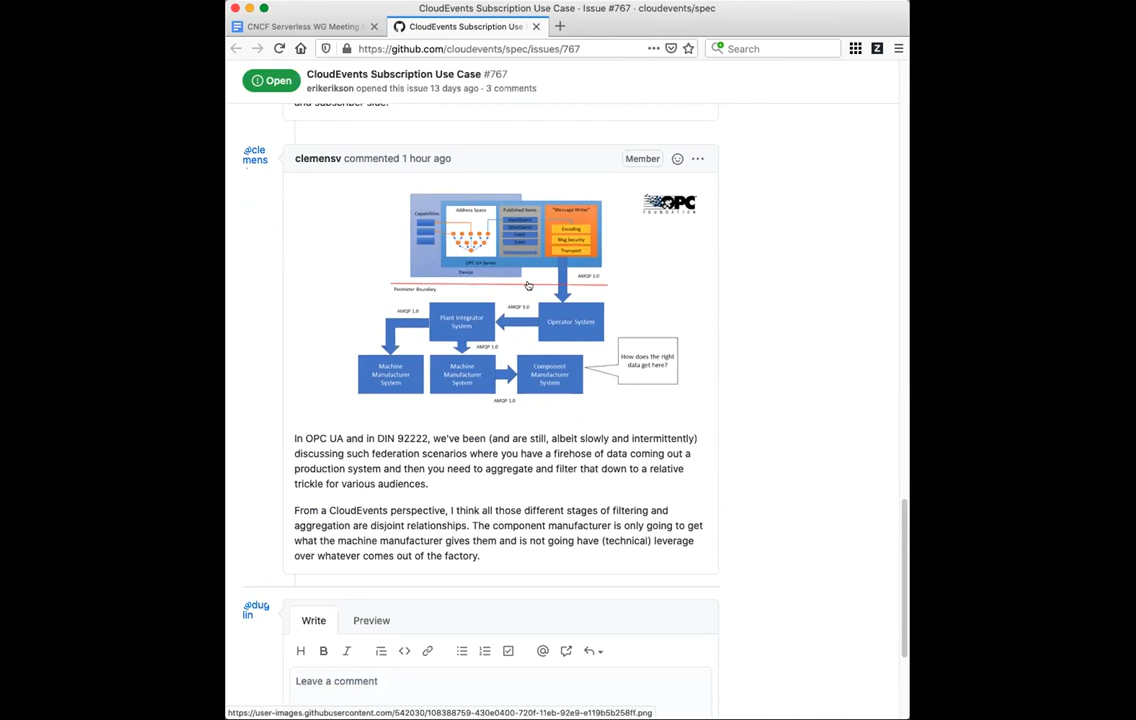 CloudEvents Subscription Use Case · Issue #767 · cloudevents/spec
CNCF Serverless WG Meeting
CloudEvents Subscription Use
https://github.com/cloudevents/spec/issues/767
Search
Open
CloudEvents Subscription Use Case #767
erikerikson opened this issue 13 days ago · 3 comments
and subscriber side.
@cle
mens
clemensv commented 1 hour ago
Member
OPC
FOUNDATION
Capabilities
Address Space
Published Items
"Message Writer"
Encoding
Msg Security
Transport
OPC UA Server
Device
AMQP 1.0
Perimeter Boundary
AMQP 1.0
AMQP 1.0
Plant Integrator
System
Operator System
AMQP 1.0
How does the right
data get here?
Machine
Manufacturer
System
Machine
Manufacturer
System
Component
Manufacturer
System
AMQP 1.0
In OPC UA and in DIN 92222, we've been (and are still, albeit slowly and intermittently)
discussing such federation scenarios where you have a firehose of data coming out a
production system and then you need to aggregate and filter that down to a relative
trickle for various audiences.
From a CloudEvents perspective, I think all those different stages of filtering and
aggregation are disjoint relationships. The component manufacturer is only going to get
what the machine manufacturer gives them and is not going have (technical) leverage
over whatever comes out of the factory.
@dug
lin
Write
Preview
Leave a comment
https://user-images.githubusercontent.com/542030/108388759-430e0400-720f-11eb-92e9-e119b5b258ff.png